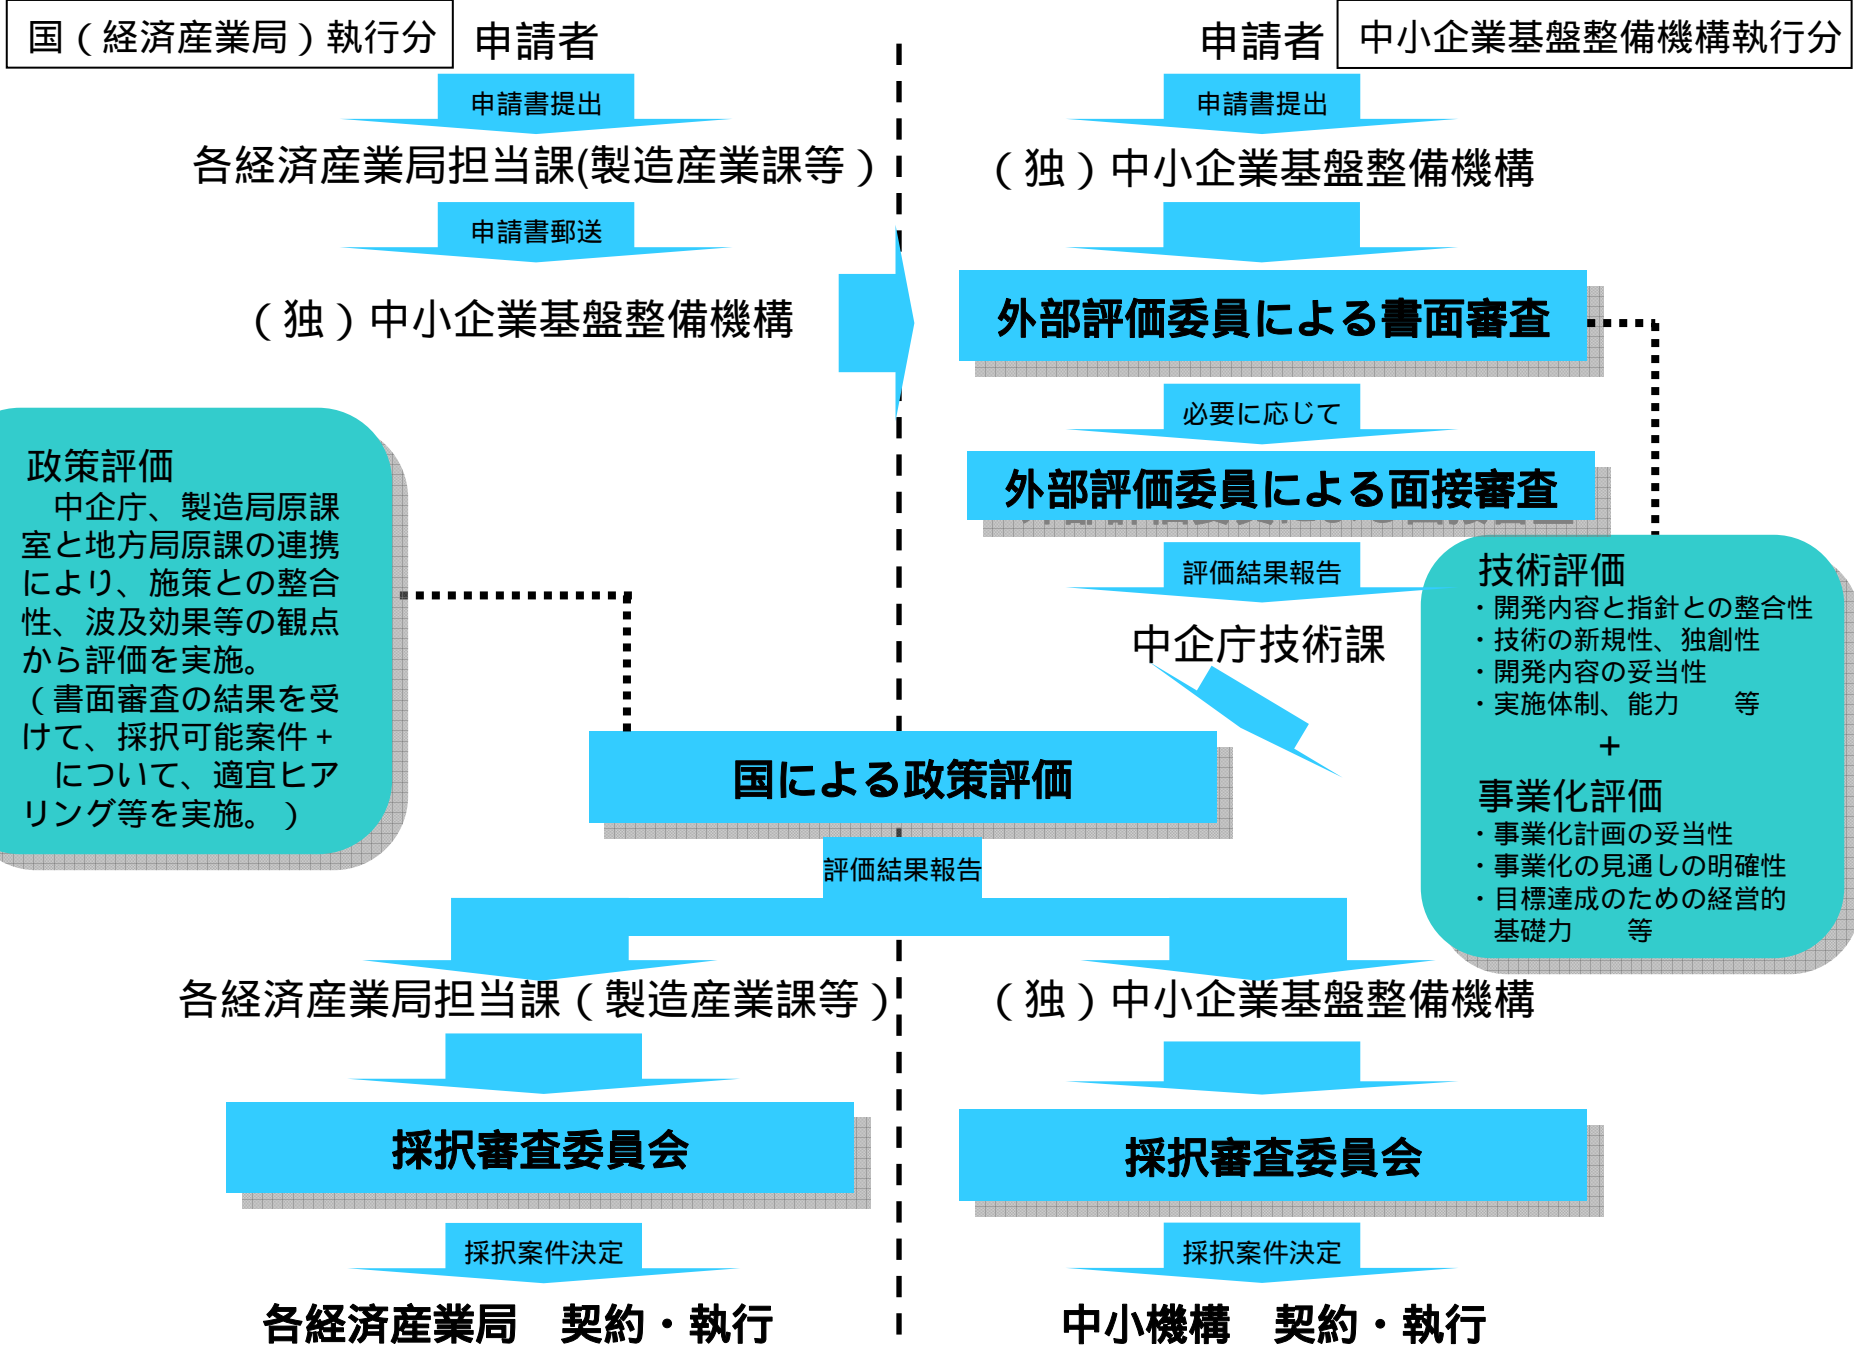 国（経済産業局）執行分
申請者
申請書提出
各経済産業局担当課(製造産業課等）
申請書郵送
（独）中小企業基盤整備機構
申請者
中小企業基盤整備機構執行分
申請書提出
（独）中小企業基盤整備機構
外部評価委員による書面審査
必要に応じて
外部評価委員による面接審査
評価結果報告
中企庁技術課
政策評価
中企庁、製造局原課
室と地方局原課の連携
により、施策との整合
性、波及効果等の観点
から評価を実施。
（書面審査の結果を受
けて、採択可能案件+
について、適宜ヒア
リング等を実施。）
技術評価
・開発内容と指針との整合性
・技術の新規性、独創性
・開発内容の妥当性
・実施体制、能力　等
+
事業化評価
・事業化計画の妥当性
・事業化の見通しの明確性
・目標達成のための経営的
基礎力　等
国による政策評価
評価結果報告
各経済産業局担当課（製造産業課等）
採択審査委員会
採択案件決定
各経済産業局　契約・執行
（独）中小企業基盤整備機構
採択審査委員会
採択案件決定
中小機構　契約・執行